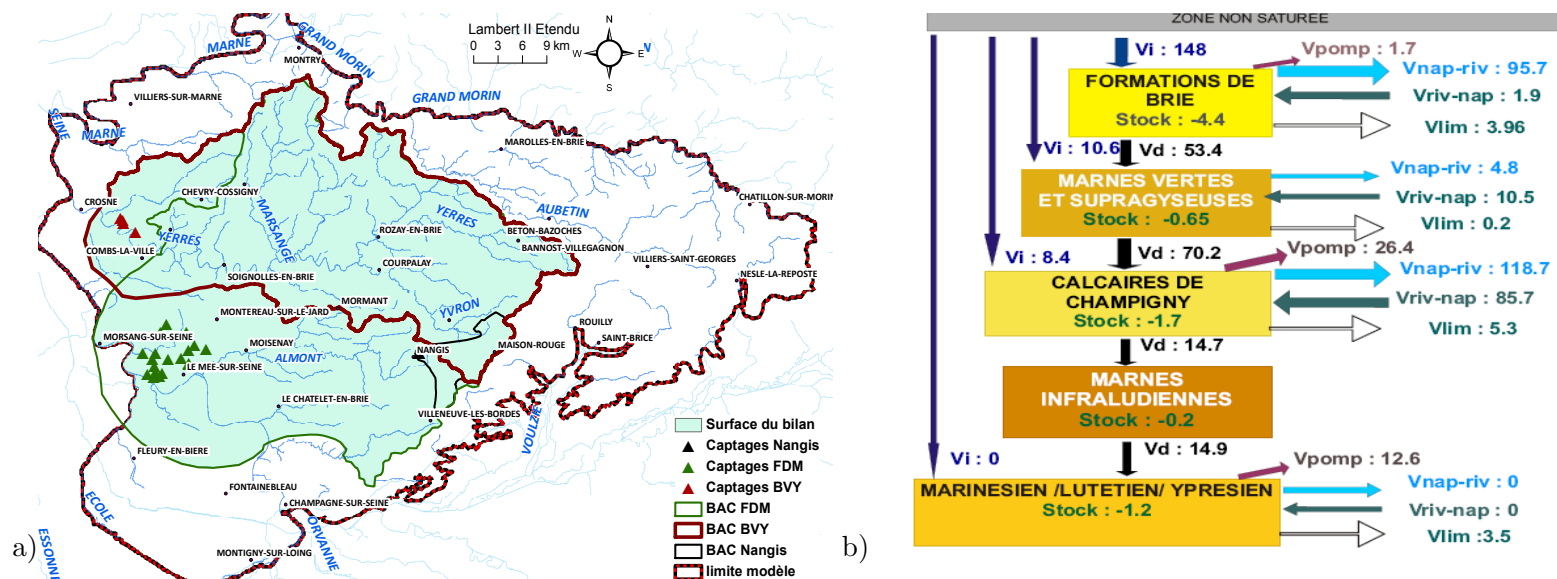 Lambert II Etendu
0 3 6 9 km
N
W
E
S
N
MARNE
GRAND MORIN
MONTRY
VILLIERS-SUR-MARNE
GRAND MORIN
SEINE
MARNE
MAROLLES-EN-BRIE
CHEVRY-COSSIGNY
CHATILLON-SUR-MORIN
CROSNE
MARSANGE
YERRES
AUBETIN
YERRES
ROZAY-EN-BRIE
BETON-BAZOCHES
COMBS-LA-VILLE
BANNOST-VILLEGAGNON
COURPALAY
VILLIERS-SAINT-GEORGES
SOIGNOLLES-EN-BRIE
NESLE-LA-REPOSTE
MORMANT
MONTEREAU-SUR-LE-JARD
YVRON
ROUILLY
MORSANG-SUR-SEINE
MOISENAY
SAINT-BRICE
ALMONT
NANGIS
MAISON-ROUGE
LE MEE-SUR-SEINE
LE CHATELET-EN-BRIE
VILLENEUVE-LES-BORDES
VOULZIE
FLEURY-EN-BIERE
FONTAINEBLEAU
CHAMPAGNE-SUR-SEINE
ECOLE
ORVANNE
ESSONNE
MONTIGNY-SUR-LOING
Surface du bilan
Captages Nangis
Captages FDM
Captages BVY
BAC FDM
BAC BVY
BAC Nangis
limite modèle
a)
ZONE NON SATUREE
Vi : 148
Vpomp : 1.7
FORMATIONS DE
BRIE
Stock : -4.4
Vnap-riv : 95.7
Vriv-nap : 1.9
Vlim : 3.96
Vi : 10.6
Vd : 53.4
MARNES VERTES
ET SUPRAGYSEUSES
Stock : -0.65
Vnap-riv : 4.8
Vriv-nap : 10.5
Vlim : 0.2
Vi : 8.4
Vd : 70.2
Vpomp : 26.4
CALCAIRES DE
CHAMPIGNY
Stock : -1.7
Vnap-riv : 118.7
Vriv-nap : 85.7
Vlim : 5.3
Vd : 14.7
MARNES
INFRALUDIENNES
Stock : -0.2
Vi : 0
Vd : 14.9
Vpomp : 12.6
MARINESIEN /LUTETIEN/ YPRESIEN
Stock : -1.2
Vnap-riv : 0
Vriv-nap : 0
Vlim :3.5
b)